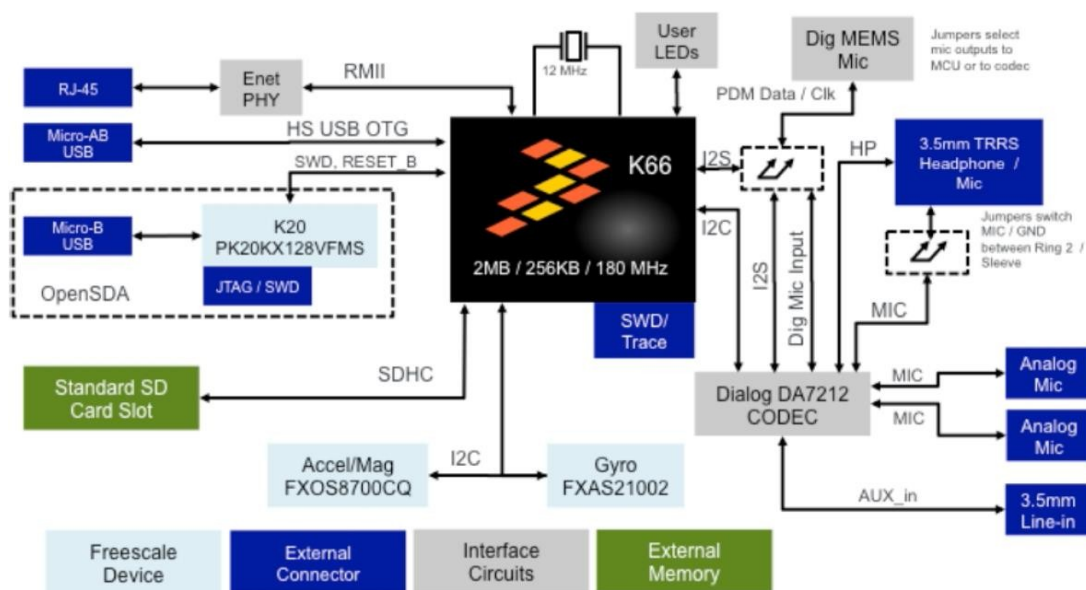 User
LEDs
Dig MEMS
Mic
Jumpers select
mic outputs to
MCU or to codec
12 MHz
RJ-45
Enet
PHY
RMII
PDM Data / Clk
Micro-AB
USB
HS USB OTG
SWD, RESET_B
K66
I2S
HP
3.5mm TRRS
Headphone /
Mic
Micro-B
USB
K20
PK20KX128VFMS
JTAG / SWD
OpenSDA
2MB / 256KB / 180 MHz
I2C
Jumpers switch
MIC / GND
between Ring 2 /
Sleeve
SWD/
Trace
I2S
Dig Mic Input
MIC
Standard SD
Card Slot
SDHC
Dialog DA7212
CODEC
MIC
Analog
Mic
MIC
Analog
Mic
Accel/Mag
FXOS8700CQ
I2C
Gyro
FXAS21002
AUX_in
3.5mm
Line-in
Freescale
Device
External
Connector
Interface
Circuits
External
Memory